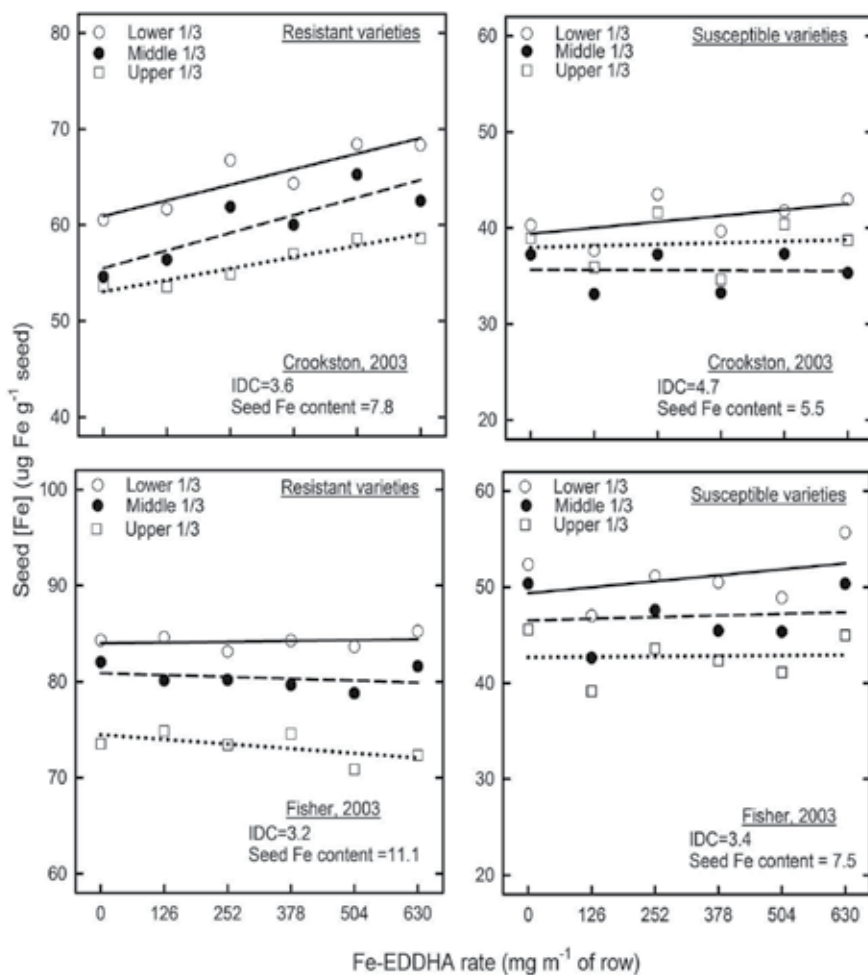 Seed [Fe] (ug Fe g⁻¹ seed)
80
70
60
50
40
Lower 1/3
Middle 1/3
Upper 1/3
Resistant varieties
Crookston, 2003
IDC=3.6
Seed Fe content =7.8
60
50
40
30
20
Lower 1/3
Middle 1/3
Upper 1/3
Susceptible varieties
Crookston, 2003
IDC=4.7
Seed Fe content = 5.5
100
90
80
70
60
Lower 1/3
Middle 1/3
Upper 1/3
Resistant varieties
Fisher, 2003
IDC=3.2
Seed Fe content =11.1
0 126 252 378 504 630
60
50
40
30
20
Lower 1/3
Middle 1/3
Upper 1/3
Susceptible varieties
Fisher, 2003
IDC=3.4
Seed Fe content = 7.5
0 126 252 378 504 630
Fe-EDDHA rate (mg m⁻¹ of row)